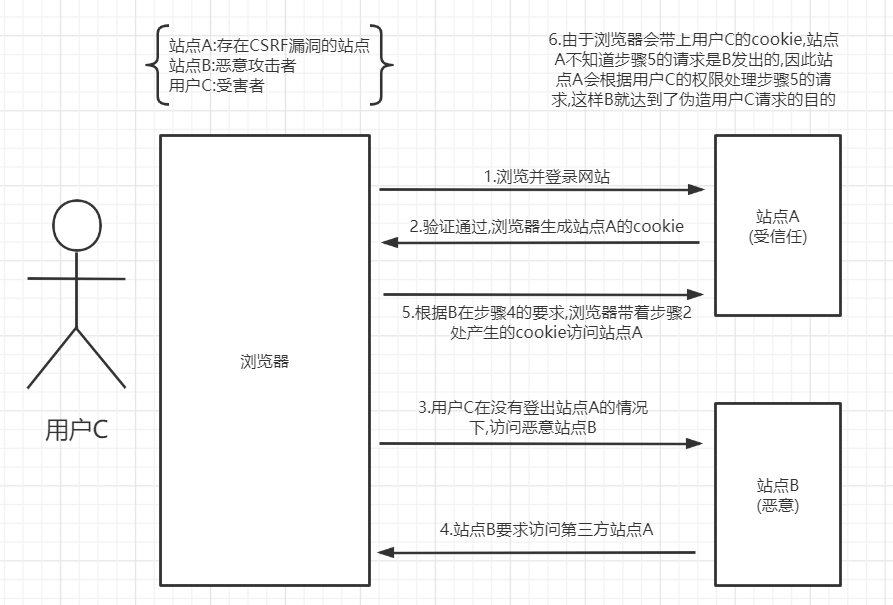 站点A:存在CSRF漏洞的站点
站点B:恶意攻击者
用户C:受害者
6.由于浏览器会带上用户C的cookie,站点
A不知道步骤5的请求是B发出的,因此站
点A会根据用户C的权限处理步骤5的请
求,这样B就达到了伪造用户C请求的目的
1.浏览并登录网站
2.验证通过,浏览器生成站点A的cookie
站点A
(受信任)
5.根据B在步骤4的要求,浏览器带着步骤2
处产生的cookie访问站点A
浏览器
用户C
3.用户C在没有登出站点A的情况
下,访问恶意站点B
站点B
(恶意)
4.站点B要求访问第三方站点A